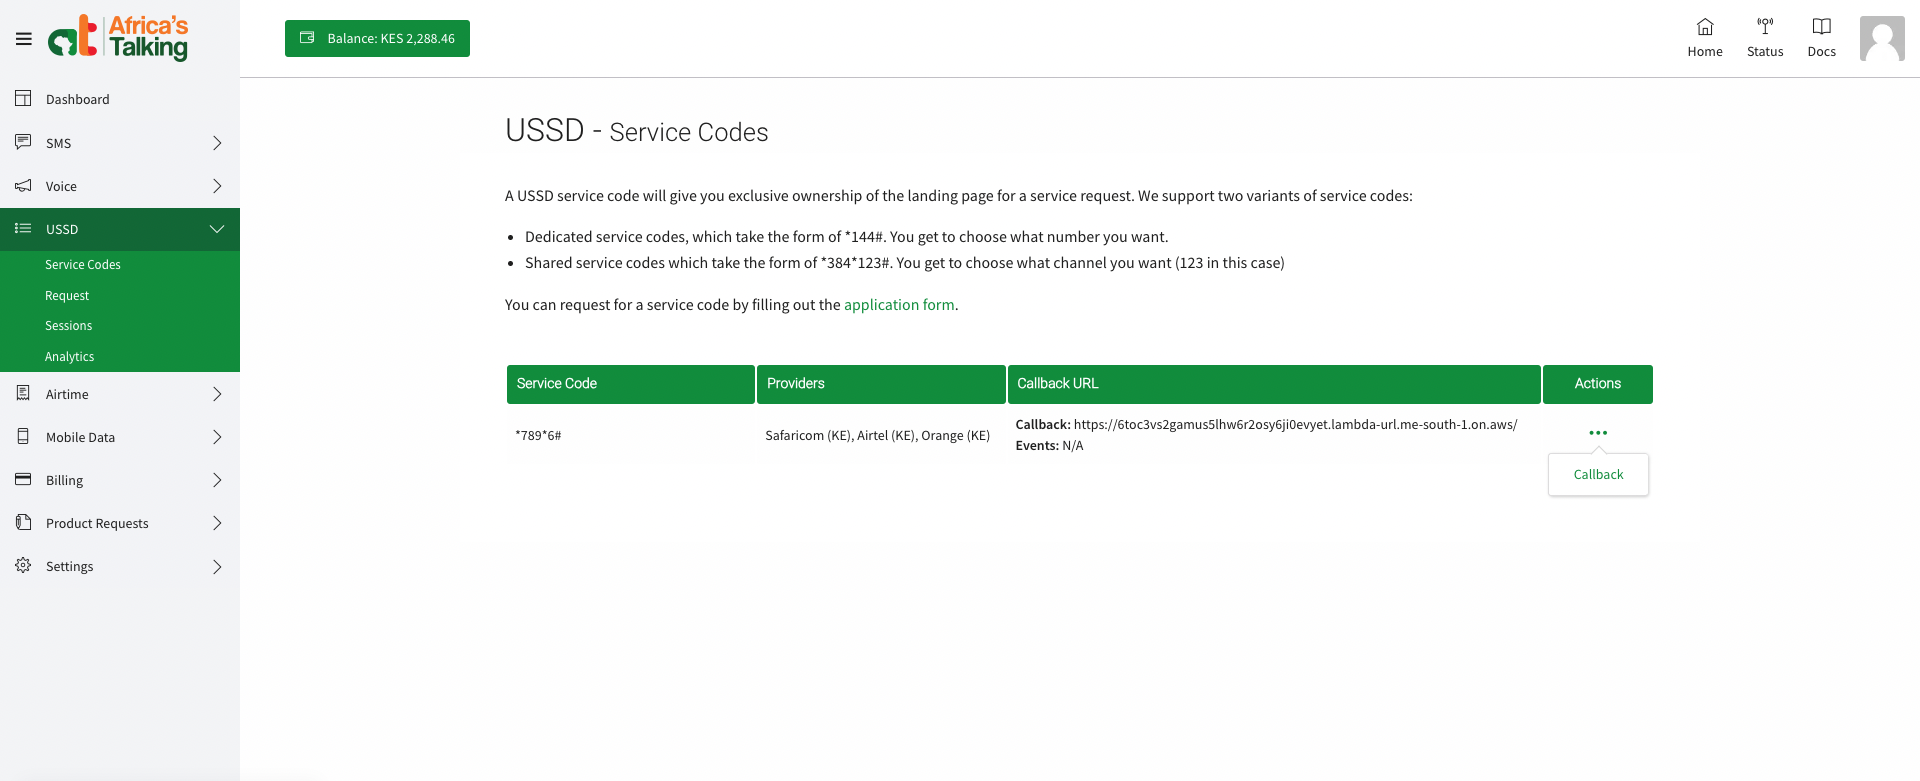 Africa's
Talking
Balance: KES 2,288.46
Home
Status
Docs
Dashboard
SMS
Voice
USSD
Service Codes
Request
Sessions
Analytics
Airtime
Mobile Data
Billing
Product Requests
Settings
USSD - Service Codes
A USSD service code will give you exclusive ownership of the landing page for a service request. We support two variants of service codes:
Dedicated service codes, which take the form of *144#. You get to choose what number you want.
Shared service codes which take the form of *384*123#. You get to choose what channel you want (123 in this case)
You can request for a service code by filling out the application form.
Service Code Providers Callback URL Actions
*789*6# Safaricom (KE), Airtel (KE), Orange (KE) Callback: https://6toc3vs2gamus5lhw6r2osy6ji0evyet.lambda-url.me-south-1.on.aws/
Events: N/A
Callback